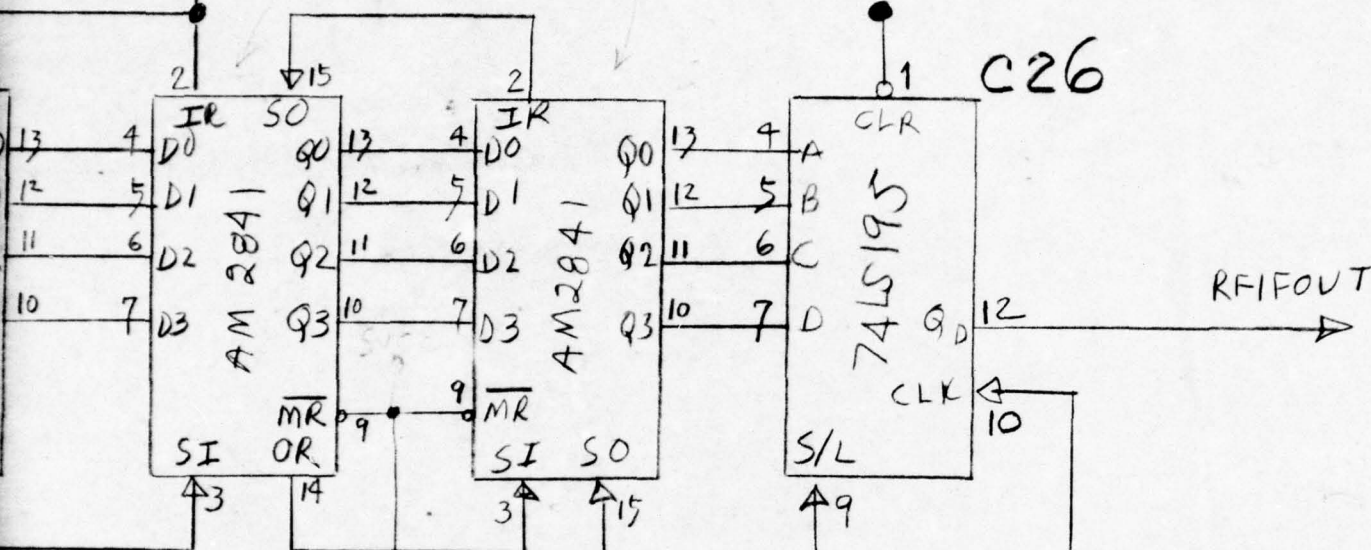 C26
2 15 2 1
IR SO IR CLR
13 4 D0 Q0 13 4 D0 Q0 13 4 A
12 5 D1 Q1 12 5 D1 Q1 12 5 B
11 6 D2 Q2 11 6 D2 Q2 11 6 C
10 7 D3 Q3 10 7 D3 Q3 10 7 D QD 12 RFIFOUT
AM 2841 AM2841 74LS195
MR 9 9 MR CLK 10
SI OR SI SO S/L
3 14 3 15 9